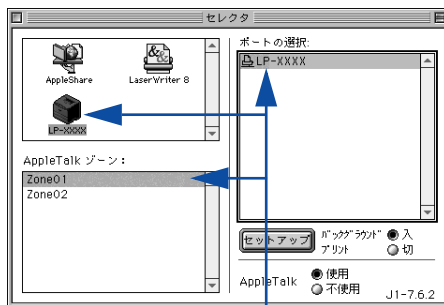 セレクタ
AppleShare
LaserWriter 8
LP-XXXX
AppleTalk ゾーン：
Zone01
Zone02
ポートの選択:
LP-XXXX
セットアップ
バックグラウンド
プリント
入
切
AppleTalk
使用
不使用
J1-7.6.2